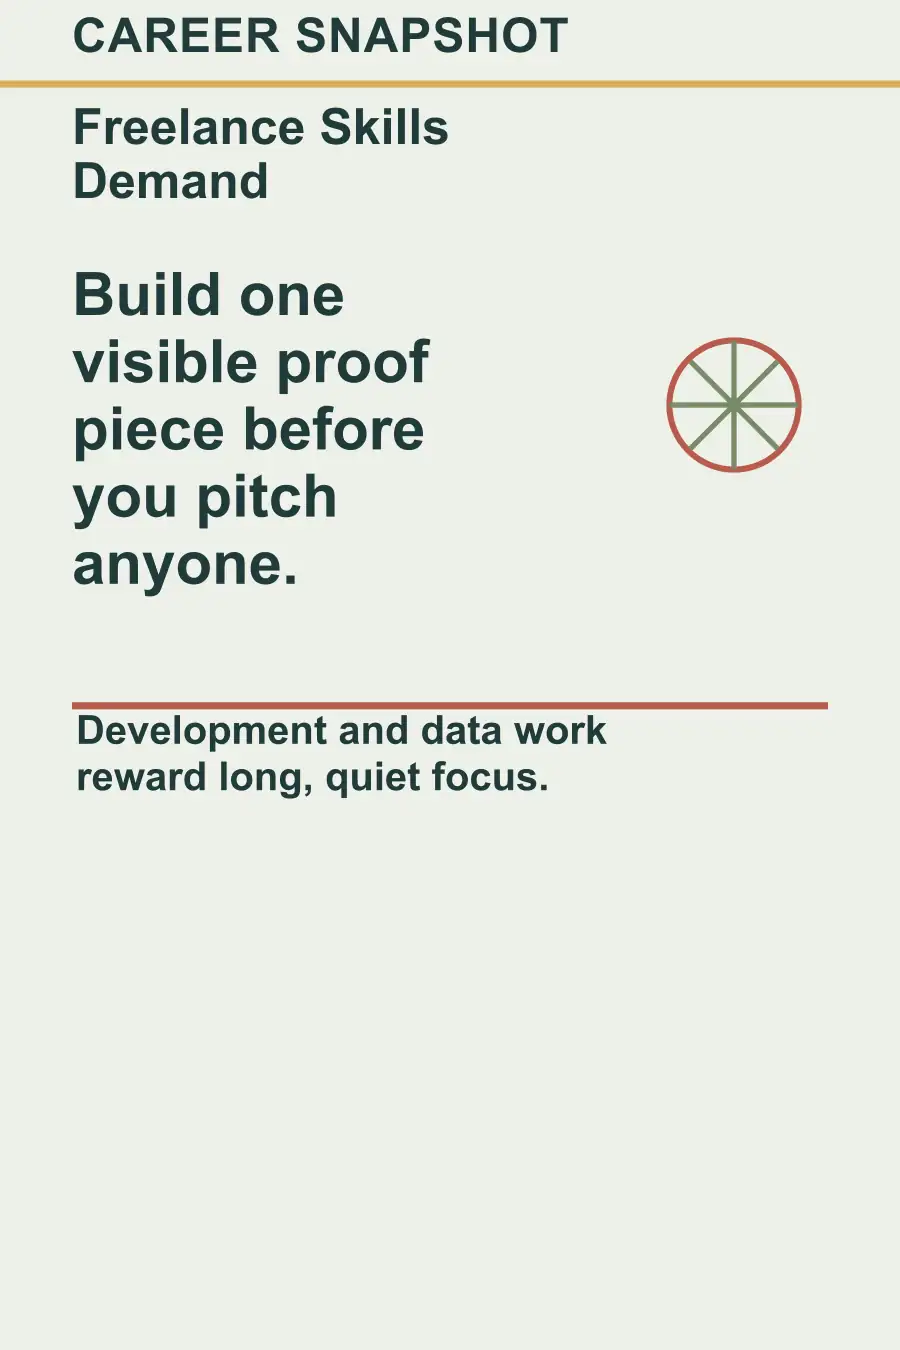 CAREER SNAPSHOT
Freelance Skills
Demand
Build one
visible proof
piece before
you pitch
anyone.
Development and data work
reward long, quiet focus.